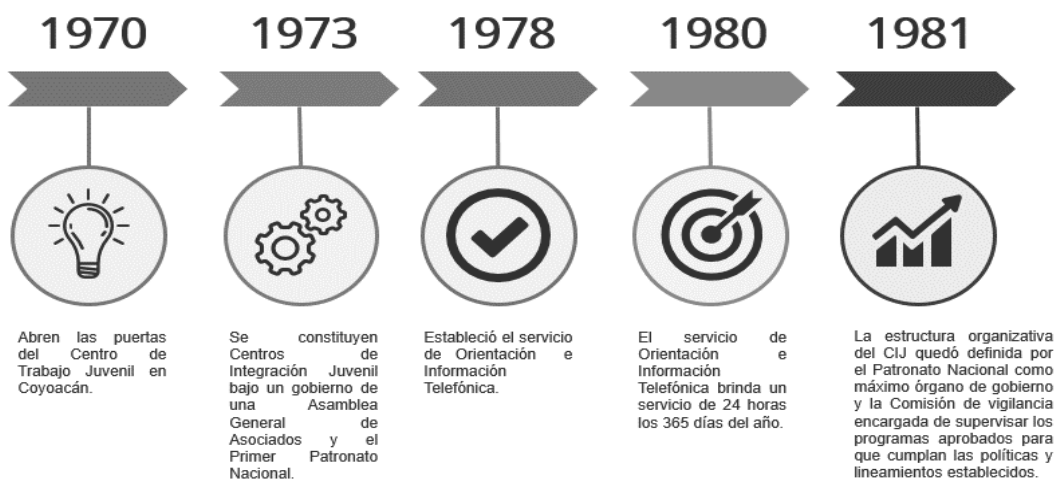 1970
Abren las puertas
del Centro de
Trabajo Juvenil en
Coyoacán.
1973
Se constituyen
Centros de
Integración Juvenil
bajo un gobierno de
una Asamblea
General de
Asociados y el
Primer Patronato
Nacional.
1978
Estableció el servicio
de Orientación e
Información
Telefónica.
1980
El servicio de
Orientación e
Información
Telefónica brinda un
servicio de 24 horas
los 365 días del año.
1981
La estructura organizativa
del CIJ quedó definida por
el Patronato Nacional como
máximo órgano de gobierno
y la Comisión de vigilancia
encargada de supervisar los
programas aprobados para
que cumplan las políticas y
lineamientos establecidos.